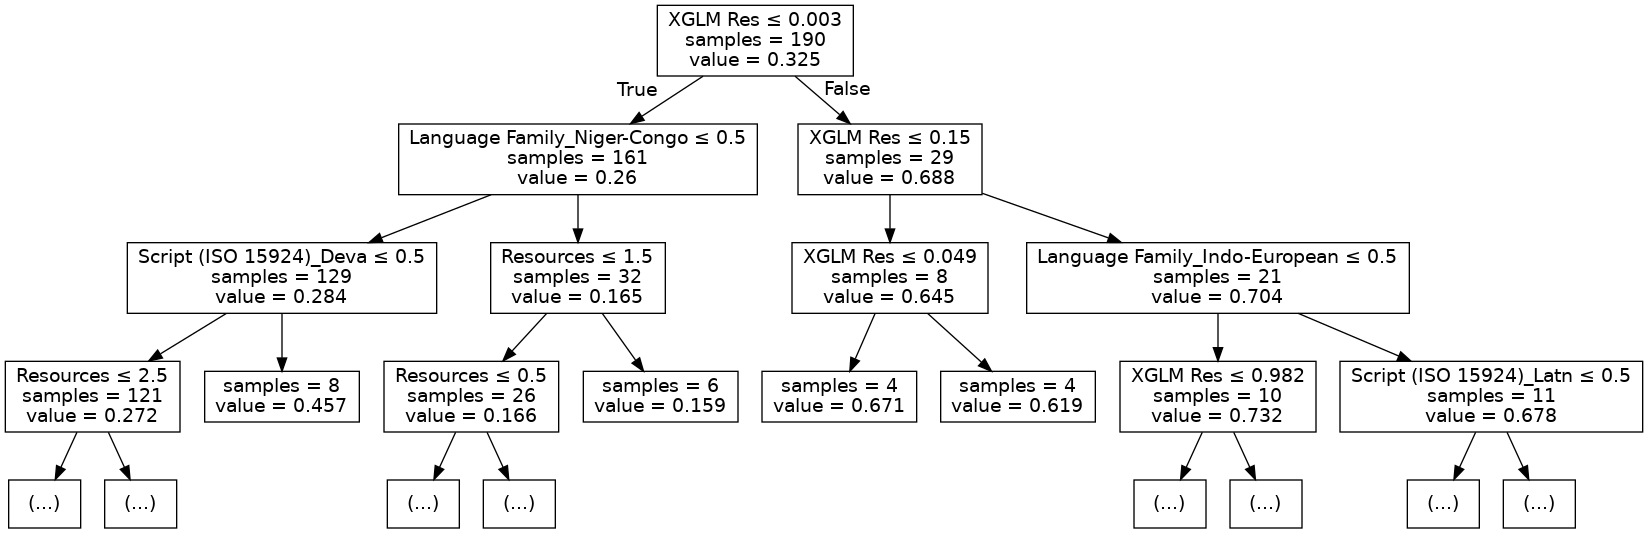 XGLM Res ≤ 0.003
samples = 190
value = 0.325
True
False
Language Family_Niger-Congo ≤ 0.5
samples = 161
value = 0.26
XGLM Res ≤ 0.15
samples = 29
value = 0.688
Script (ISO 15924)_Deva ≤ 0.5
samples = 129
value = 0.284
Resources ≤ 1.5
samples = 32
value = 0.165
XGLM Res ≤ 0.049
samples = 8
value = 0.645
Language Family_Indo-European ≤ 0.5
samples = 21
value = 0.704
Resources ≤ 2.5
samples = 121
value = 0.272
samples = 8
value = 0.457
Resources ≤ 0.5
samples = 26
value = 0.166
samples = 6
value = 0.159
samples = 4
value = 0.671
samples = 4
value = 0.619
XGLM Res ≤ 0.982
samples = 10
value = 0.732
Script (ISO 15924)_Latn ≤ 0.5
samples = 11
value = 0.678
(...)
(...)
(...)
(...)
(...)
(...)
(...)
(...)